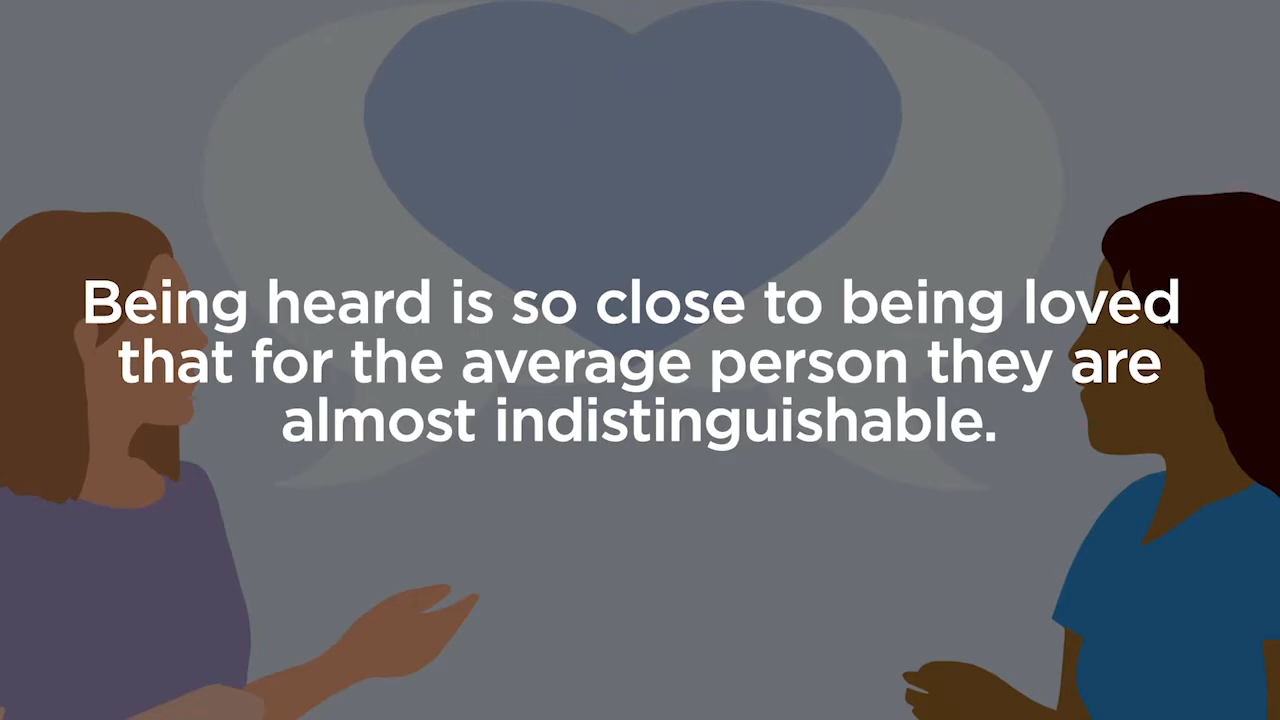 Being heard is so close to being loved
that for the average person they are
almost indistinguishable.